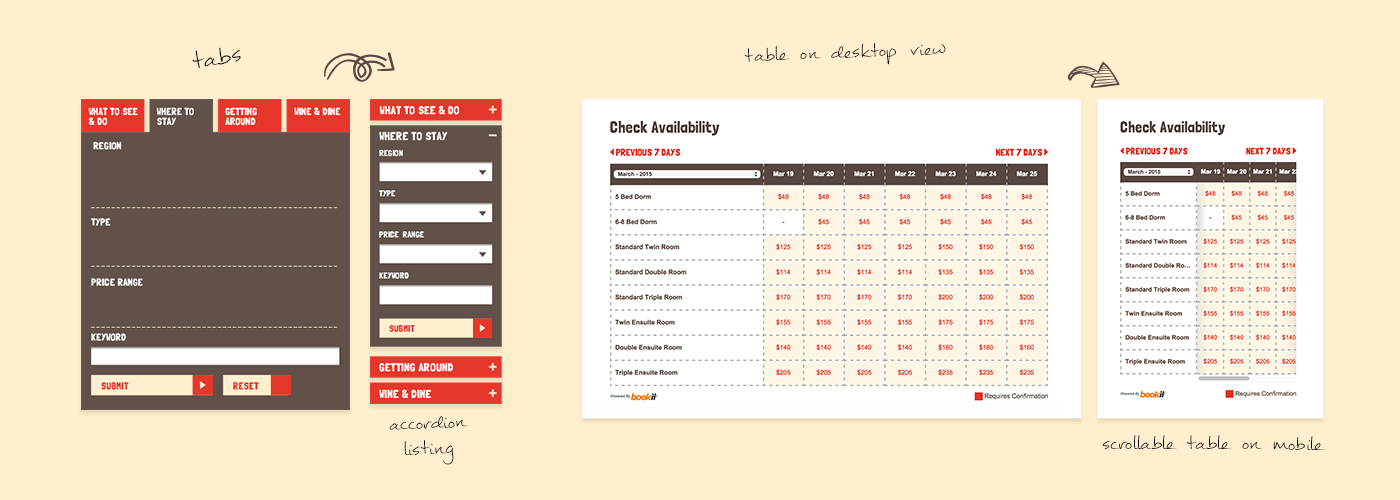 tabs
WHAT TO SEE
& DO
WHERE TO
STAY
GETTING
AROUND
WINE & DINE
REGION
TYPE
PRICE RANGE
KEYWORD
SUBMIT
RESET
WHAT TO SEE & DO +
WHERE TO STAY −
REGION
TYPE
PRICE RANGE
KEYWORD
SUBMIT
GETTING AROUND +
WINE & DINE +
accordion
listing
table on desktop view
Check Availability
PREVIOUS 7 DAYS NEXT 7 DAYS
March - 2015 Mar 19 Mar 20 Mar 21 Mar 22 Mar 23 Mar 24 Mar 25
5 Bed Dorm $48 $48 $48 $48 $48 $48 $48
6-8 Bed Dorm - $45 $45 $45 $45 $45 $45
Standard Twin Room $125 $125 $125 $125 $150 $150 $150
Standard Double Room $114 $114 $114 $114 $135 $135 $135
Standard Triple Room $170 $170 $170 $170 $200 $200 $200
Twin Ensuite Room $155 $155 $155 $155 $175 $175 $175
Double Ensuite Room $140 $140 $140 $140 $160 $160 $160
Triple Ensuite Room $205 $205 $205 $205 $235 $235 $235
Powered By bookit Requires Confirmation
Check Availability
PREVIOUS 7 DAYS NEXT 7 DAYS
March - 2015 Mar 19 Mar 20 Mar 21 Mar 2
5 Bed Dorm $48 $48 $48 $48
6-8 Bed Dorm - $45 $45 $45
Standard Twin Room $125 $125 $125 $125
Standard Double Ro... $114 $114 $114 $114
Standard Triple Room $170 $170 $170 $170
Twin Ensuite Room $155 $155 $155 $155
Double Ensuite Room $140 $140 $140 $140
Triple Ensuite Room $205 $205 $205 $205
Powered By bookit Requires Confirmation
scrollable table on mobile